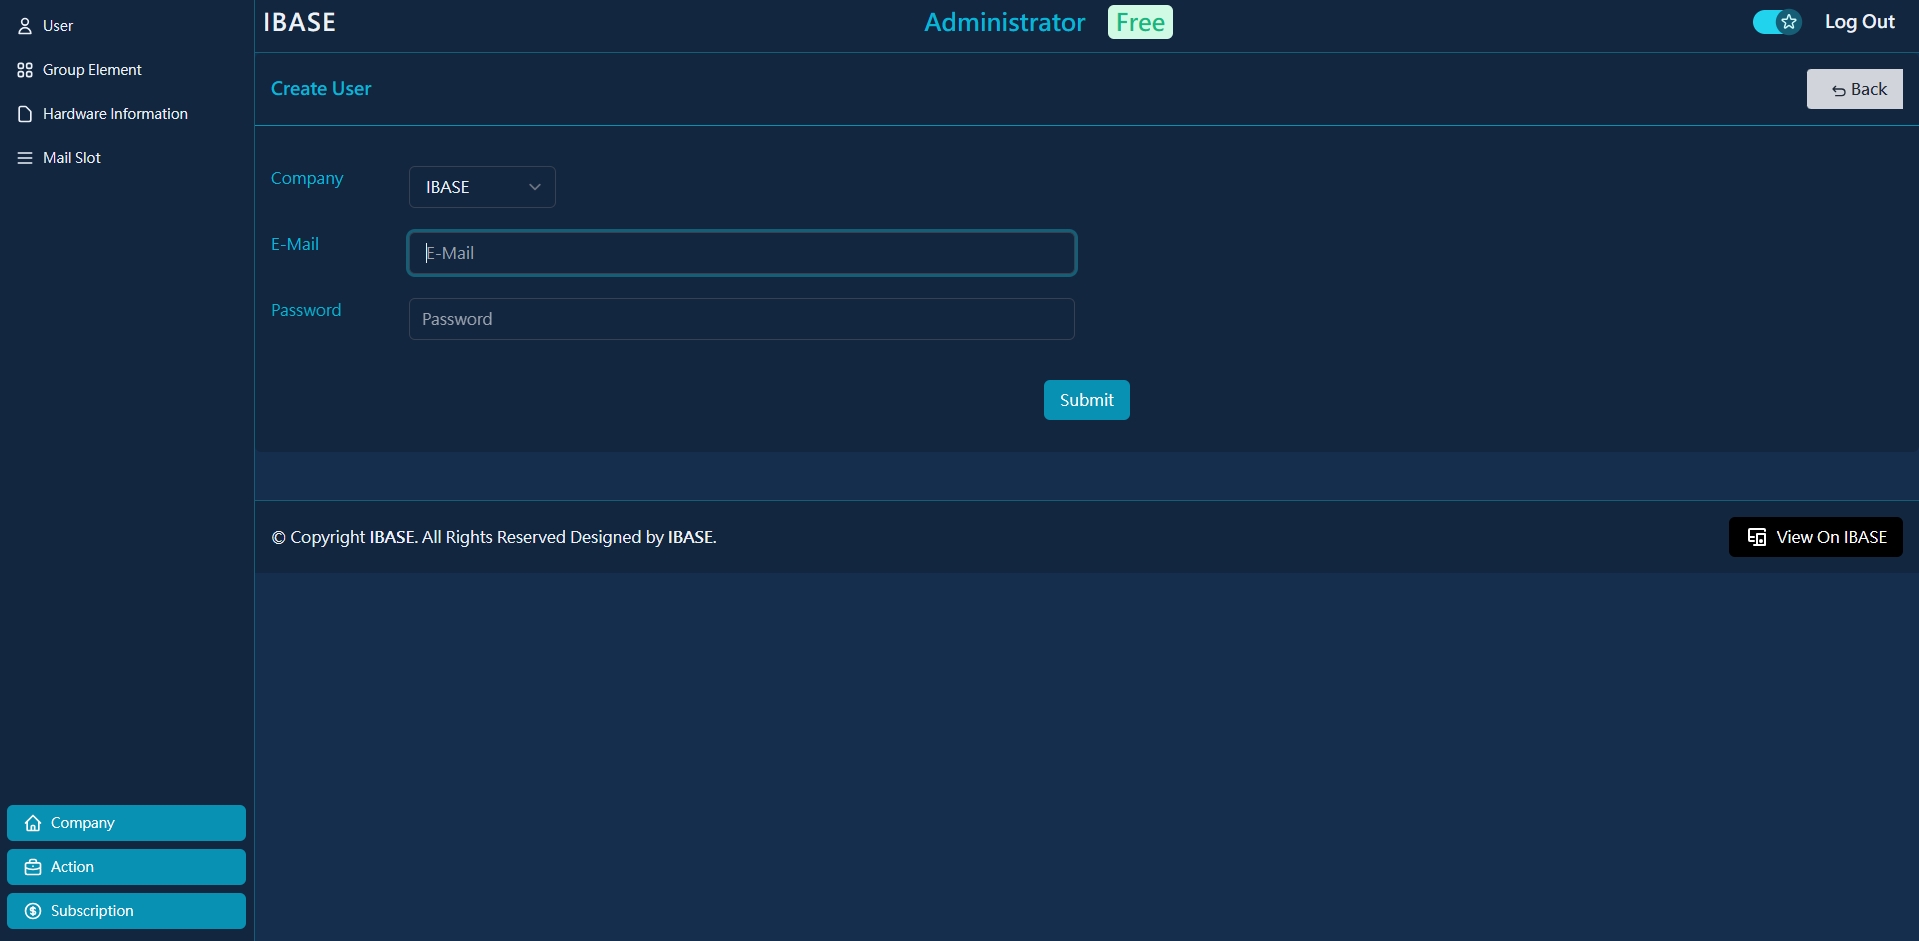 User
Group Element
Hardware Information
Mail Slot
IBASE
Administrator Free
Log Out
Create User
Back
Company
IBASE
E-Mail
E-Mail
Password
Password
Submit
© Copyright IBASE. All Rights Reserved Designed by IBASE.
View On IBASE
Company
Action
Subscription